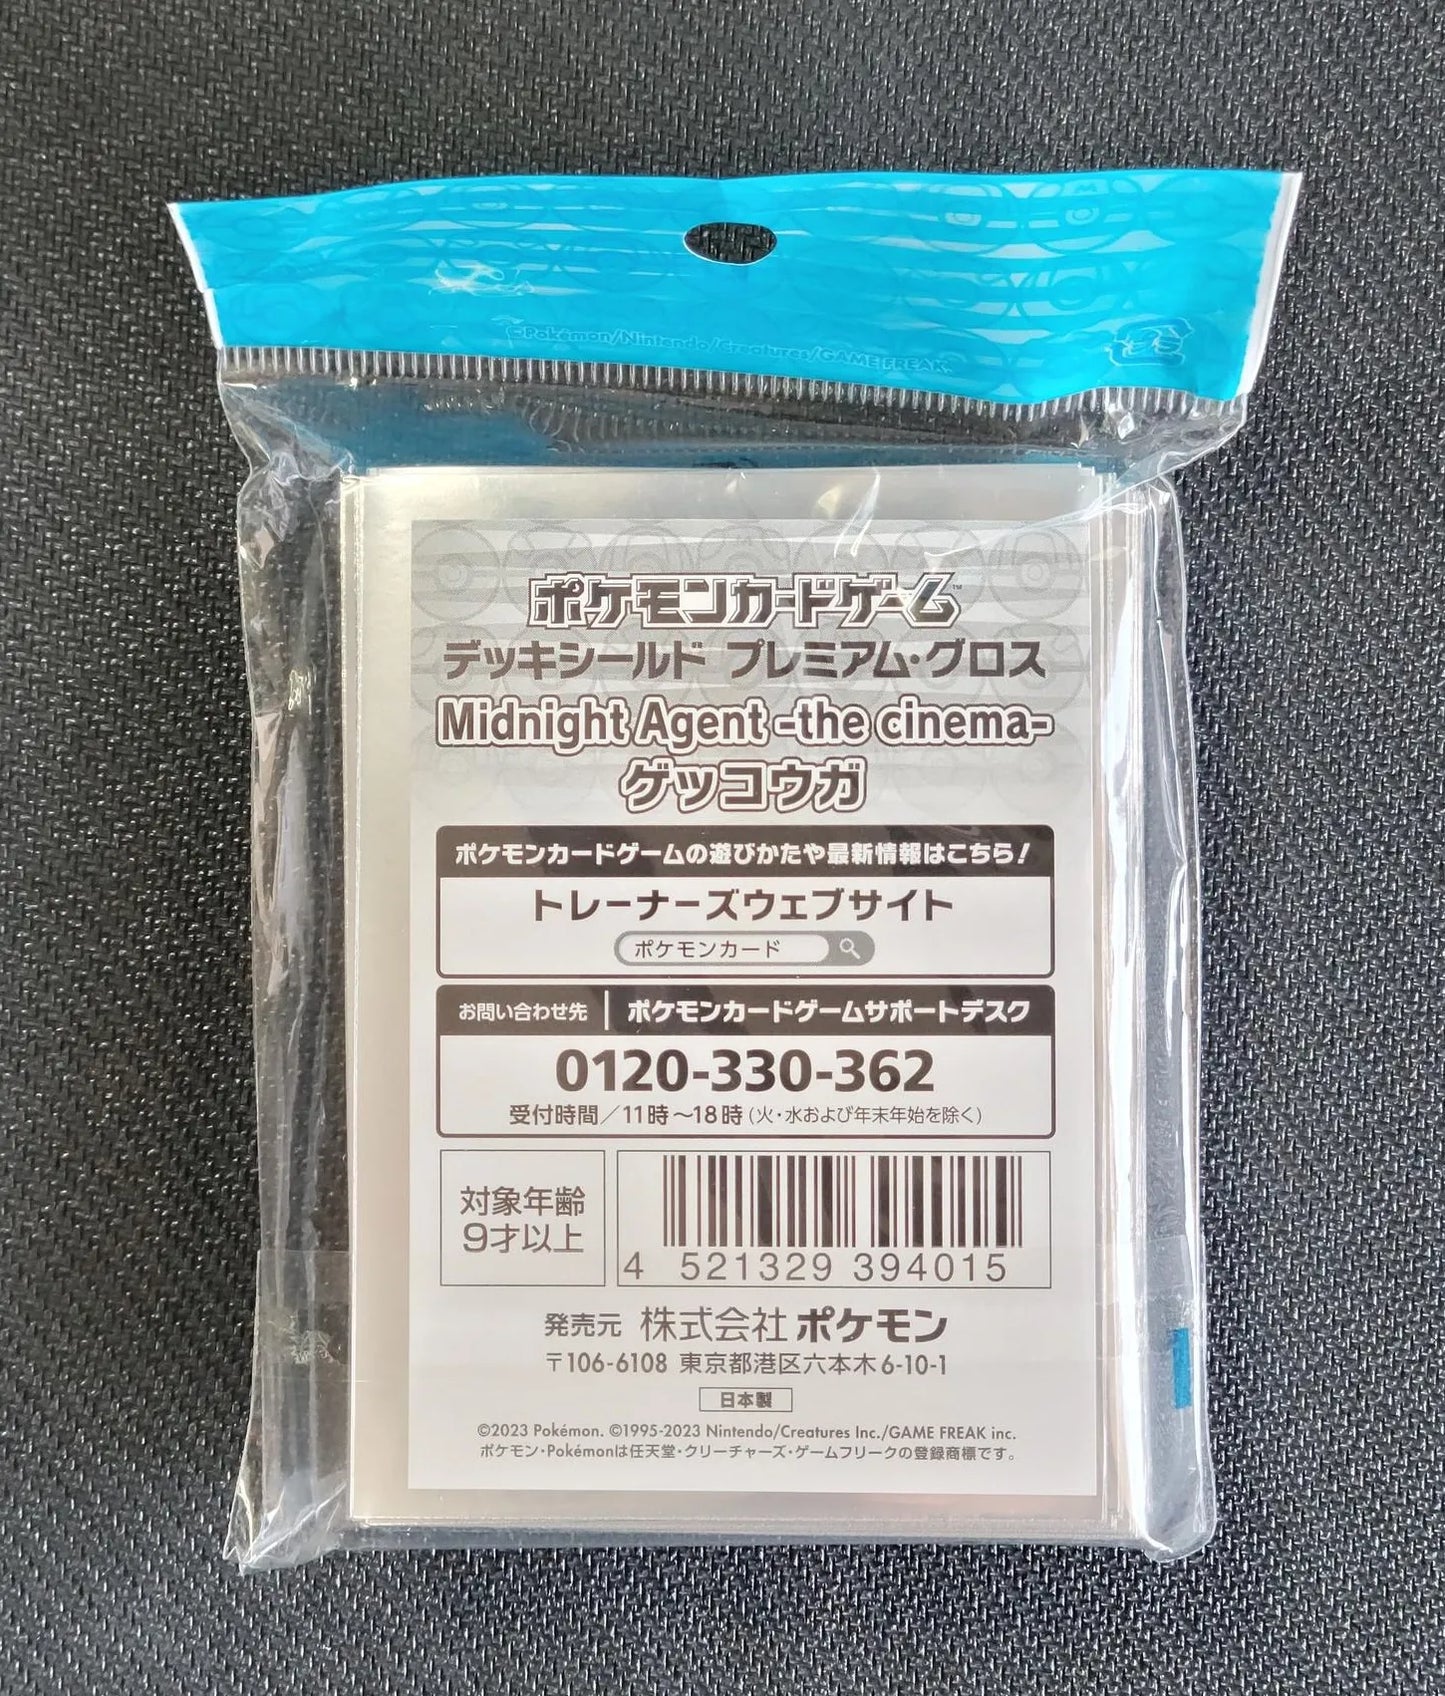 ©Pokémon/Nintendo/Creatures/GAME FREAK.
ポケモンカードゲーム™
デッキシールド プレミアム・グロス
Midnight Agent -the cinema-
ゲッコウガ
ポケモンカードゲームの遊びかたや最新情報はこちら!
トレーナーズウェブサイト
ポケモンカード
お問い合わせ先 ポケモンカードゲームサポートデスク
0120-330-362
受付時間/11時~18時(火・水および年末年始を除く)
対象年齢
9才以上
4 521329 394015
発売元 株式会社 ポケモン
〒106-6108 東京都港区六本木6-10-1
日本製
©2023 Pokémon. ©1995-2023 Nintendo/Creatures Inc./GAME FREAK inc.
ポケモン・Pokémonは任天堂・クリーチャーズ・ゲームフリークの登録商標です。